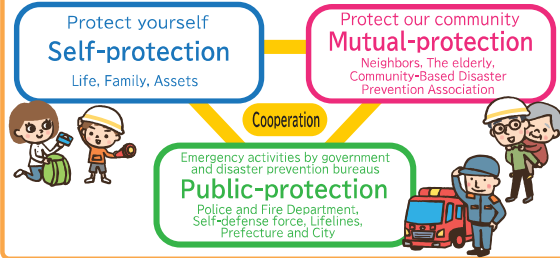 Protect yourself
Self-protection
Life, Family, Assets
Protect our community
Mutual-protection
Neighbors, The elderly,
Community-Based Disaster
Prevention Association
Cooperation
Emergency activities by government
and disaster prevention bureaus
Public-protection
Police and Fire Department,
Self-defense force, Lifelines,
Prefecture and City